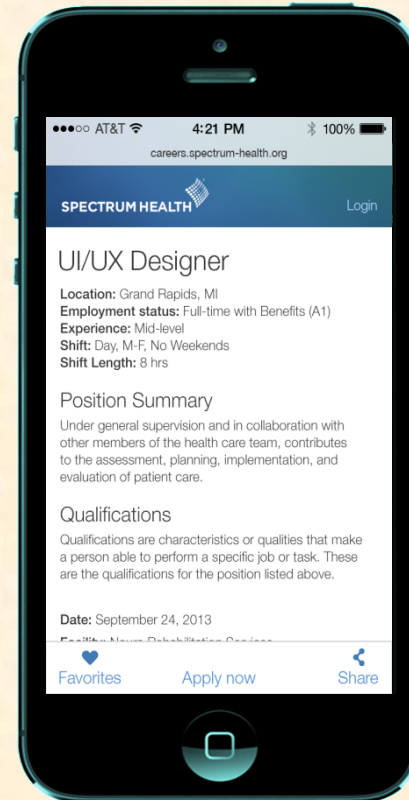 AT&T 4:21 PM 100%
careers.spectrum-health.org
SPECTRUM HEALTH Login
UI/UX Designer
Location: Grand Rapids, MI
Employment status: Full-time with Benefits (A1)
Experience: Mid-level
Shift: Day, M-F, No Weekends
Shift Length: 8 hrs
Position Summary
Under general supervision and in collaboration with
other members of the health care team, contributes
to the assessment, planning, implementation, and
evaluation of patient care.
Qualifications
Qualifications are characteristics or qualities that make
a person able to perform a specific job or task. These
are the qualifications for the position listed above.
Date: September 24, 2013
Facility: Neuro Rehabilitation Services
Favorites Apply now Share